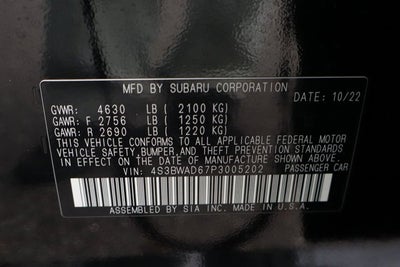 MFD BY SUBARU CORPORATION
DATE: 10/22
GVWR: 4630 LB ( 2100 KG)
GAWR: F 2756 LB ( 1250 KG)
GAWR: R 2690 LB ( 1220 KG)
THIS VEHICLE CONFORMS TO ALL APPLICABLE FEDERAL MOTOR
VEHICLE SAFETY, BUMPER, AND THEFT PREVENTION STANDARDS
IN EFFECT ON THE DATE OF MANUFACTURE SHOWN ABOVE.
VIN: 4S3BWAD67P3005202 PASSENGER CAR
ASSEMBLED BY SIA INC. MADE IN U.S.A.